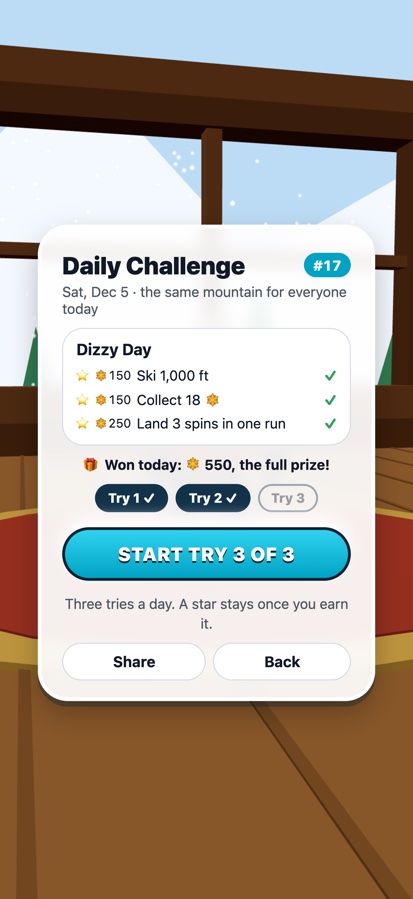 Daily Challenge #17
Sat, Dec 5 · the same mountain for everyone
today
Dizzy Day
150 Ski 1,000 ft
150 Collect 18
250 Land 3 spins in one run
Won today: 550, the full prize!
Try 1 ✓ Try 2 ✓ Try 3
START TRY 3 OF 3
Three tries a day. A star stays once you earn
it.
Share Back